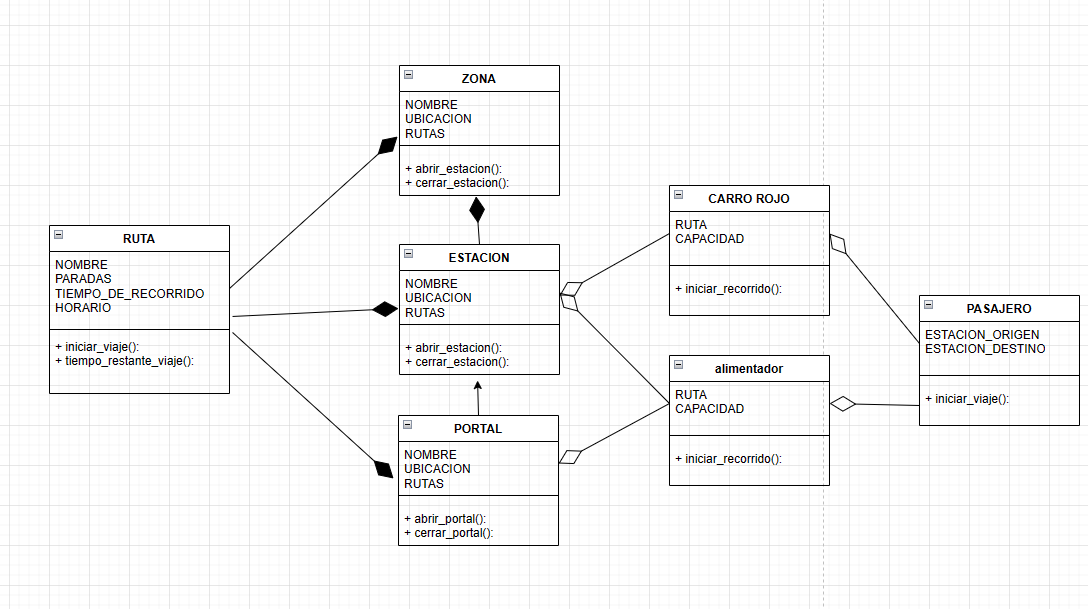 ZONA
NOMBRE
UBICACION
RUTAS
+ abrir_estacion():
+ cerrar_estacion():
RUTA
NOMBRE
PARADAS
TIEMPO_DE_RECORRIDO
HORARIO
+ iniciar_viaje():
+ tiempo_restante_viaje():
ESTACION
NOMBRE
UBICACION
RUTAS
+ abrir_estacion():
+ cerrar_estacion():
PORTAL
NOMBRE
UBICACION
RUTAS
+ abrir_portal():
+ cerrar_portal():
CARRO ROJO
RUTA
CAPACIDAD
+ iniciar_recorrido():
alimentador
RUTA
CAPACIDAD
+ iniciar_recorrido():
PASAJERO
ESTACION_ORIGEN
ESTACION_DESTINO
+ iniciar_viaje():